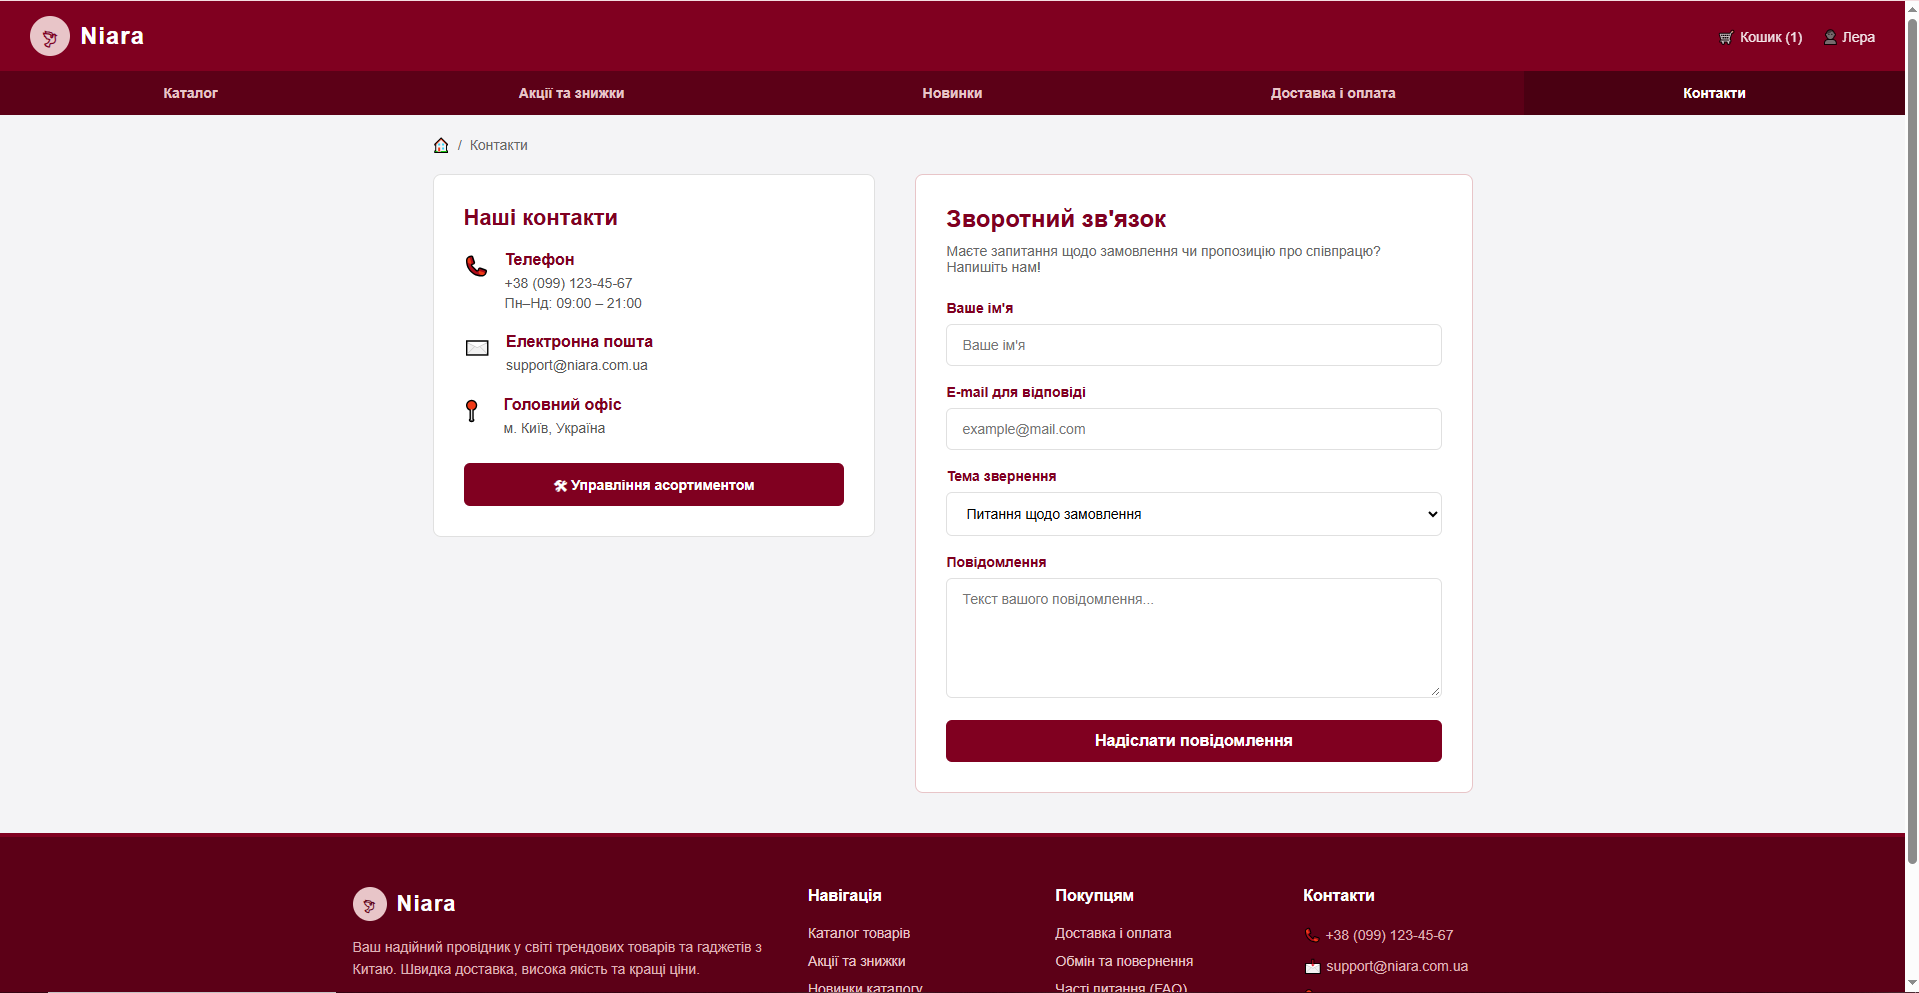 Niara
Кошик (1)
Лера
Каталог
Акції та знижки
Новинки
Доставка і оплата
Контакти
/ Контакти
Наші контакти
Телефон
+38 (099) 123-45-67
Пн–Нд: 09:00 – 21:00
Електронна пошта
support@niara.com.ua
Головний офіс
м. Київ, Україна
Управління асортиментом
Зворотний зв'язок
Маєте запитання щодо замовлення чи пропозицію про співпрацю?
Напишіть нам!
Ваше ім'я
Ваше ім'я
E-mail для відповіді
example@mail.com
Тема звернення
Питання щодо замовлення
Повідомлення
Текст вашого повідомлення...
Надіслати повідомлення
Niara
Ваш надійний провідник у світі трендових товарів та гаджетів з
Китаю. Швидка доставка, висока якість та кращі ціни.
Навігація
Каталог товарів
Акції та знижки
Новинки каталогу
Покупцям
Доставка і оплата
Обмін та повернення
Часті питання (FAQ)
Контакти
+38 (099) 123-45-67
support@niara.com.ua